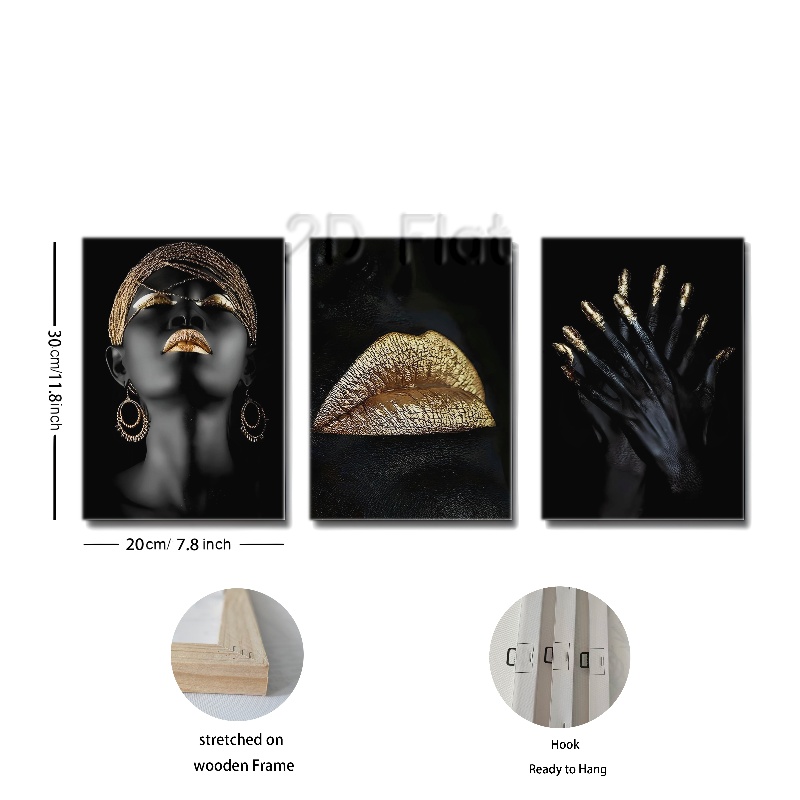 2D Flat
30cm/11.8inch
20cm/ 7.8 inch
stretched on
wooden Frame
Hook
Ready to Hang